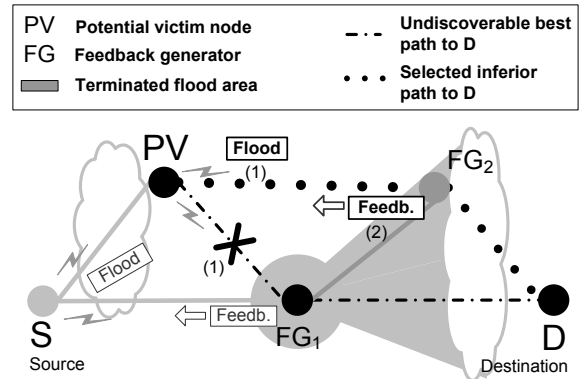 PV Potential victim node
FG Feedback generator
Terminated flood area
Undiscoverable best
path to D
Selected inferior
path to D
PV
Flood
(1)
FG2
Feedb.
(2)
Flood
(1)
S
Feedb.
FG1
D
Source
Destination